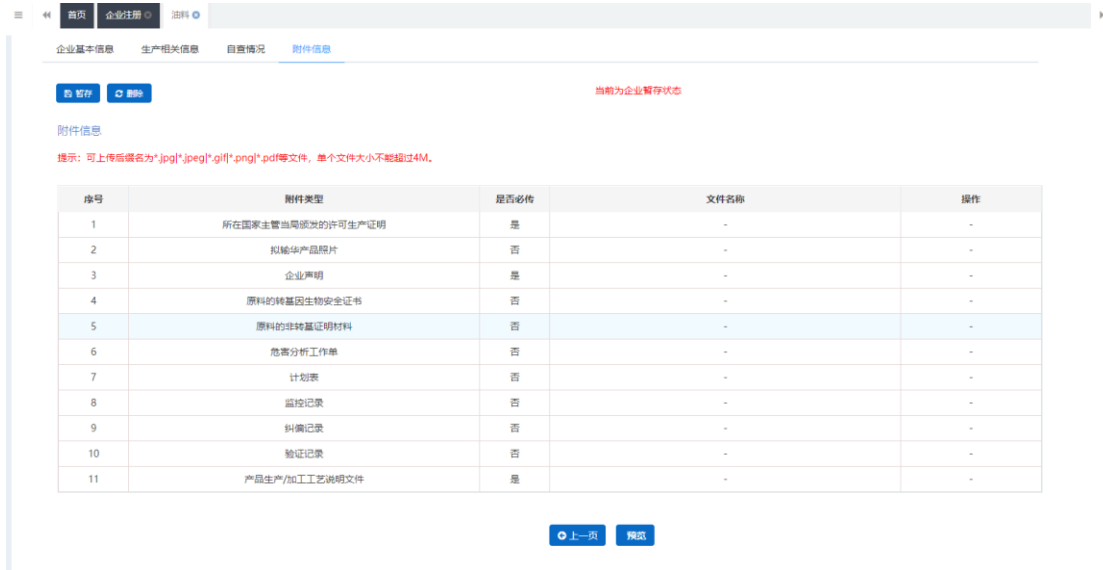 首页 企业注册 油料
企业基本信息 生产相关信息 自查情况 附件信息
暂存 删除 当前为企业暂存状态
附件信息
提示：可上传后缀名为*.jpg|*.jpeg|*.gif|*.png|*.pdf等文件，单个文件大小不能超过4M。
序号 附件类型 是否必传 文件名称 操作
1 所在国家主管当局颁发的许可生产证明 是 - -
2 拟输华产品照片 否 - -
3 企业声明 是 - -
4 原料的转基因生物安全证书 否 - -
5 原料的非转基证明材料 否 - -
6 危害分析工作单 否 - -
7 计划表 否 - -
8 监控记录 否 - -
9 纠偏记录 否 - -
10 验证记录 否 - -
11 产品生产/加工工艺说明文件 是 - -
上一页 预览